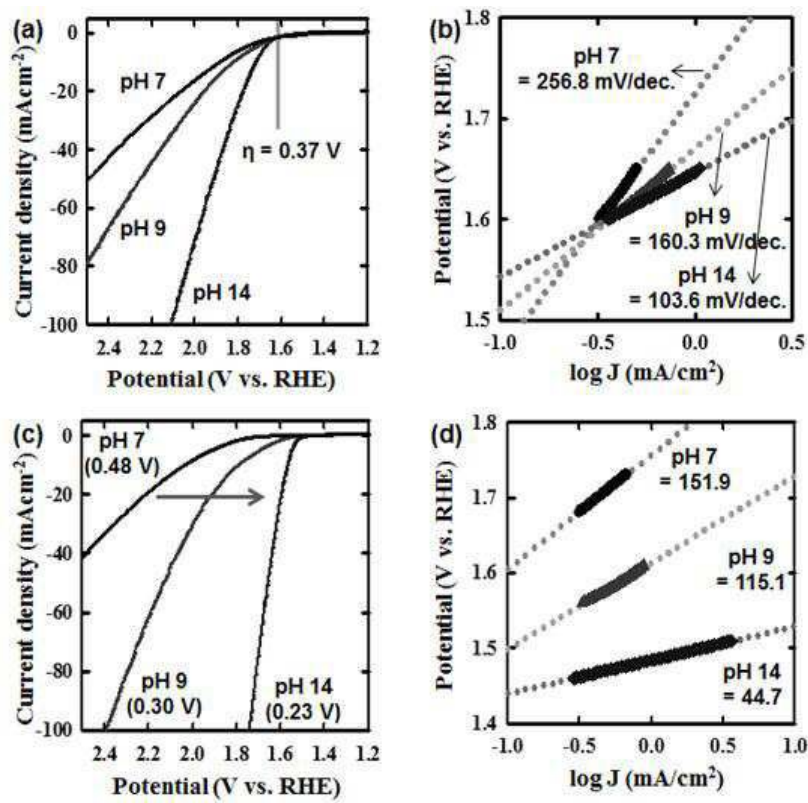 (a)
0
-20
-40
-60
-80
-100
Current density (mAcm⁻²)
pH 7
pH 9
pH 14
η = 0.37 V
2.4 2.2 2.0 1.8 1.6 1.4 1.2
Potential (V vs. RHE)
(b)
1.8
1.7
1.6
1.5
Potential (V vs. RHE)
pH 7
= 256.8 mV/dec.
pH 9
= 160.3 mV/dec.
pH 14
= 103.6 mV/dec.
-1.0 -0.5 0.0 0.5
log J (mA/cm²)
(c)
0
-20
-40
-60
-80
-100
Current density (mAcm⁻²)
pH 7
(0.48 V)
pH 9
(0.30 V)
pH 14
(0.23 V)
2.4 2.2 2.0 1.8 1.6 1.4 1.2
Potential (V vs. RHE)
(d)
1.8
1.7
1.6
1.5
1.4
Potential (V vs. RHE)
pH 7
= 151.9
pH 9
= 115.1
pH 14
= 44.7
-1.0 -0.5 0.0 0.5 1.0
log J (mA/cm²)